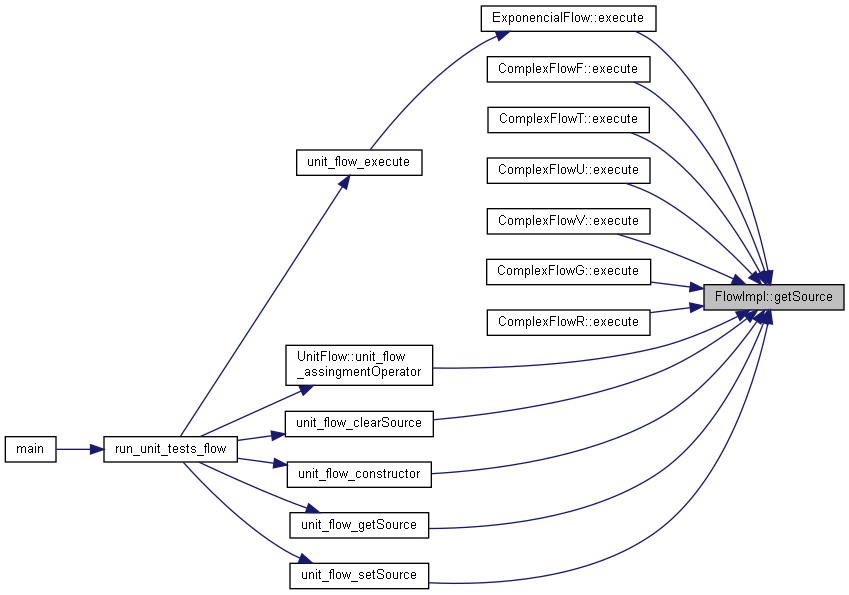 ExponencialFlow::execute
ComplexFlowF::execute
ComplexFlowT::execute
unit_flow_execute
ComplexFlowU::execute
ComplexFlowV::execute
ComplexFlowG::execute
FlowImpl::getSource
ComplexFlowR::execute
UnitFlow::unit_flow
_assingmentOperator
unit_flow_clearSource
main
run_unit_tests_flow
unit_flow_constructor
unit_flow_getSource
unit_flow_setSource